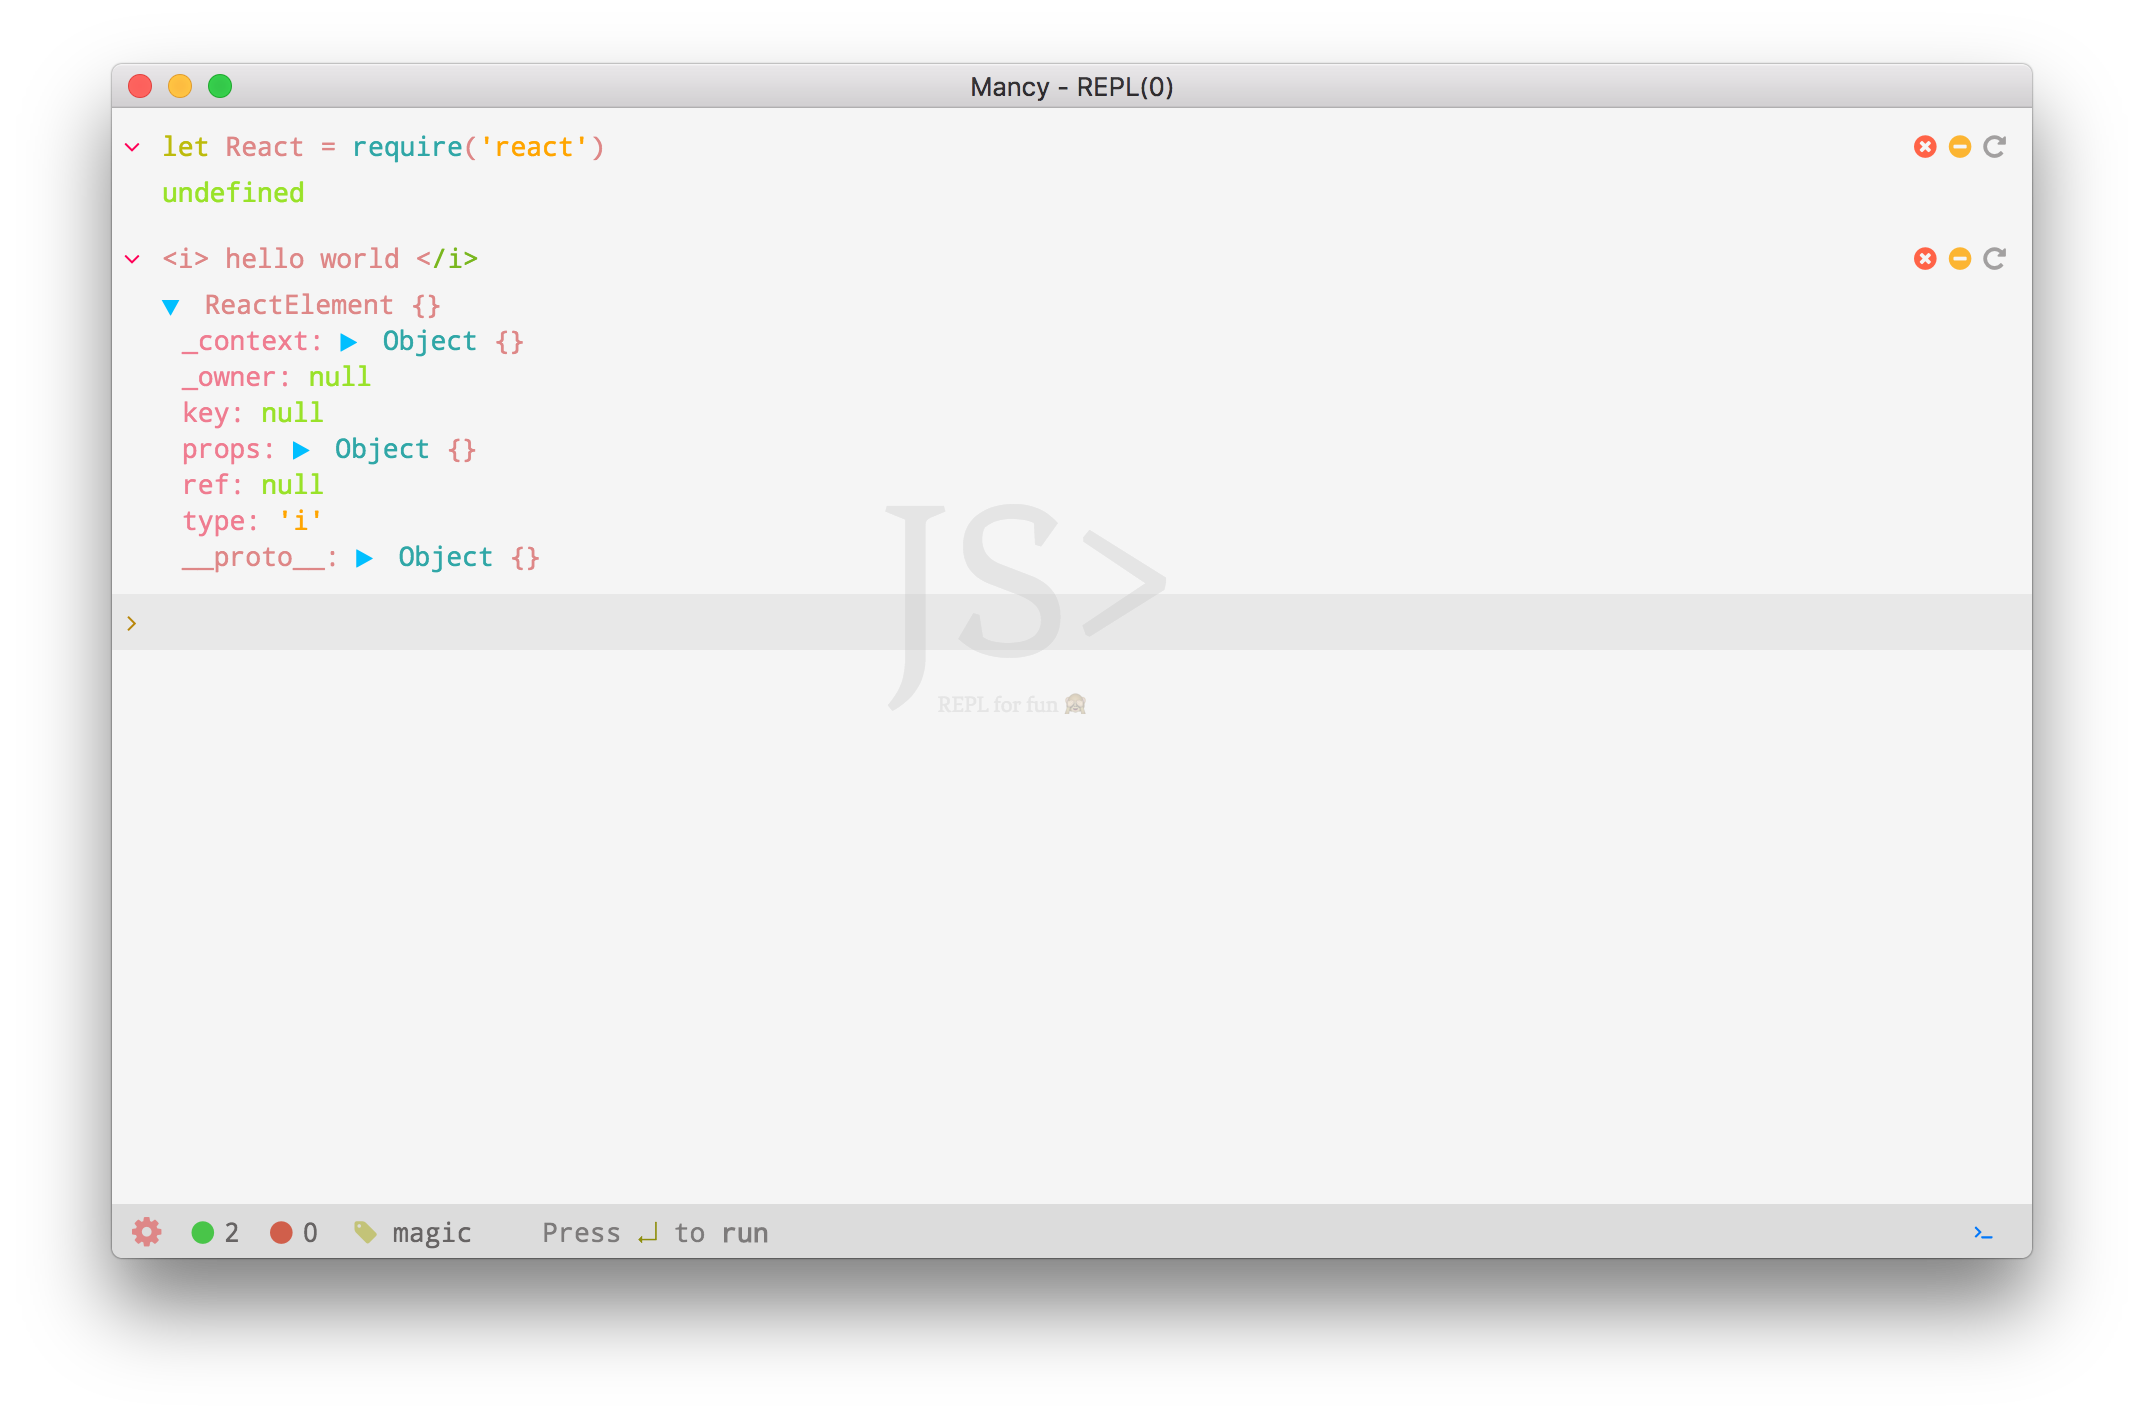 Mancy - REPL(0)
let React = require('react')
undefined
<i> hello world </i>
▼ ReactElement {}
_context: ▶ Object {}
_owner: null
key: null
props: ▶ Object {}
ref: null
type: 'i'
__proto__: ▶ Object {}
JS>
REPL for fun 🙈
2 0 magic Press ↵ to run